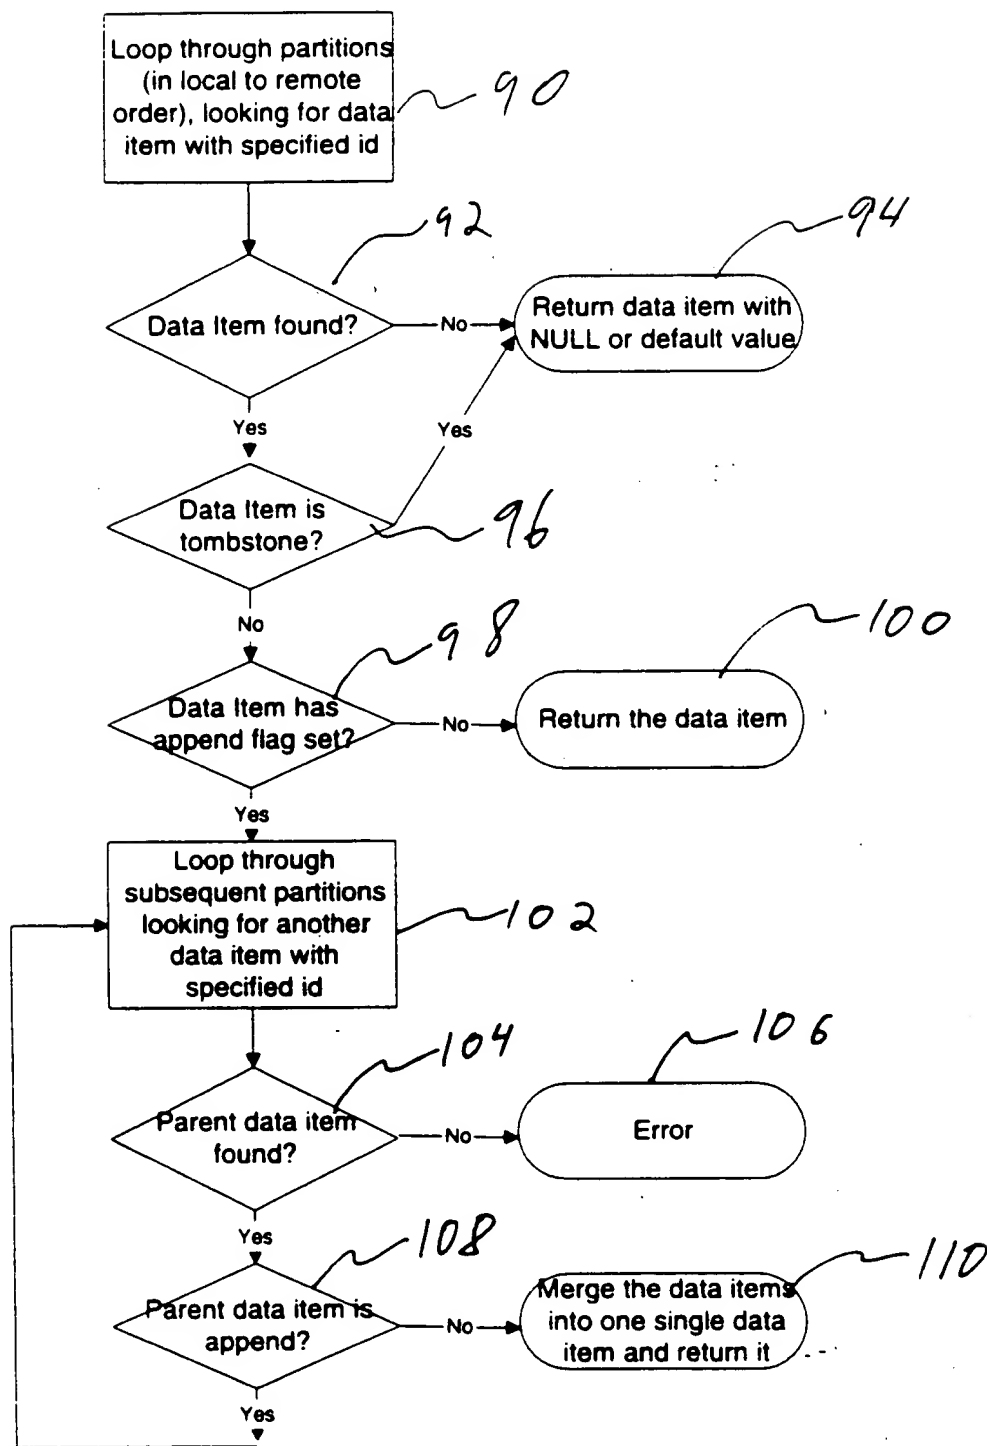 Loop through partitions
(in local to remote
order), looking for data
item with specified id
90
92
94
Data Item found?
No
Return data item with
NULL or default value
Yes
Yes
Data Item is
tombstone?
96
No
98
100
Data Item has
append flag set?
No
Return the data item
Yes
Loop through
subsequent partitions
looking for another
data item with
specified id
102
104
106
Parent data item
found?
No
Error
Yes
108
110
Parent data item is
append?
No
Merge the data items
into one single data
item and return it
Yes